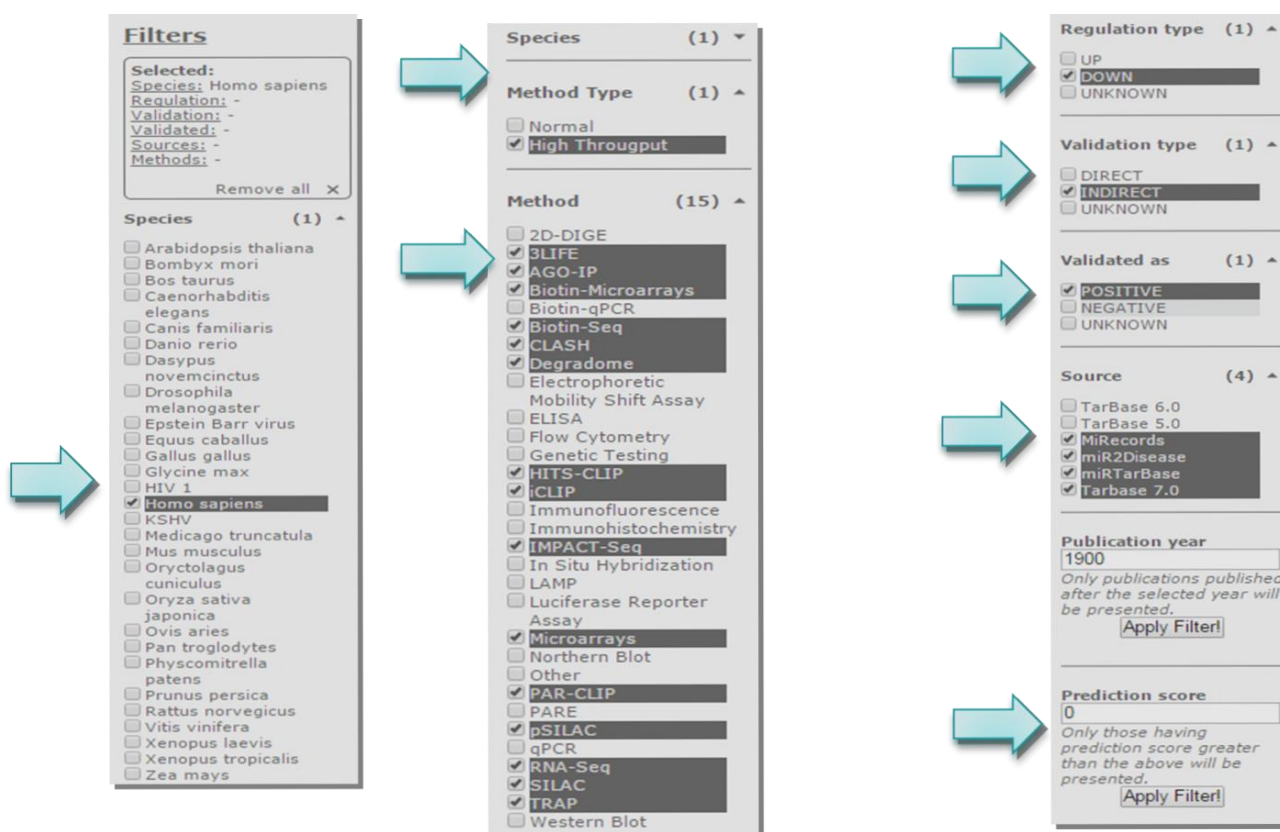 Filters
Selected:
Species: Homo sapiens
Regulation: -
Validation: -
Validated: -
Sources: -
Methods: -
Remove all X
Species (1)
Arabidopsis thaliana
Bombyx mori
Bos taurus
Caenorhabditis
elegans
Canis familiaris
Danio rerio
Dasypus
novemcinctus
Drosophila
melanogaster
Epstein Barr virus
Equus caballus
Gallus gallus
Glycine max
HIV 1
Homo sapiens
KSHV
Medicago truncatula
Mus musculus
Oryctolagus
cuniculus
Oryza sativa
japonica
Ovis aries
Pan troglodytes
Physcomitrella
patens
Prunus persica
Rattus norvegicus
Vitis vinifera
Xenopus laevis
Xenopus tropicalis
Zea mays
Species (1)
Method Type (1)
Normal
High Througput
Method (15)
2D-DIGE
3LIFE
AGO-IP
Biotin-Microarrays
Biotin-qPCR
Biotin-Seq
CLASH
Degradome
Electrophoretic
Mobility Shift Assay
ELISA
Flow Cytometry
Genetic Testing
HITS-CLIP
iCLIP
Immunofluorescence
Immunohistochemistry
IMPACT-Seq
In Situ Hybridization
LAMP
Luciferase Reporter
Assay
Microarrays
Northern Blot
Other
PAR-CLIP
PARE
pSILAC
qPCR
RNA-Seq
SILAC
TRAP
Western Blot
Regulation type (1)
UP
DOWN
UNKNOWN
Validation type (1)
DIRECT
INDIRECT
UNKNOWN
Validated as (1)
POSITIVE
NEGATIVE
UNKNOWN
Source (4)
TarBase 6.0
TarBase 5.0
MiRecords
miR2Disease
miRTarBase
Tarbase 7.0
Publication year
1900
Only publications published
after the selected year will
be presented.
Apply Filter!
Prediction score
0
Only those having
prediction score greater
than the above will be
presented.
Apply Filter!